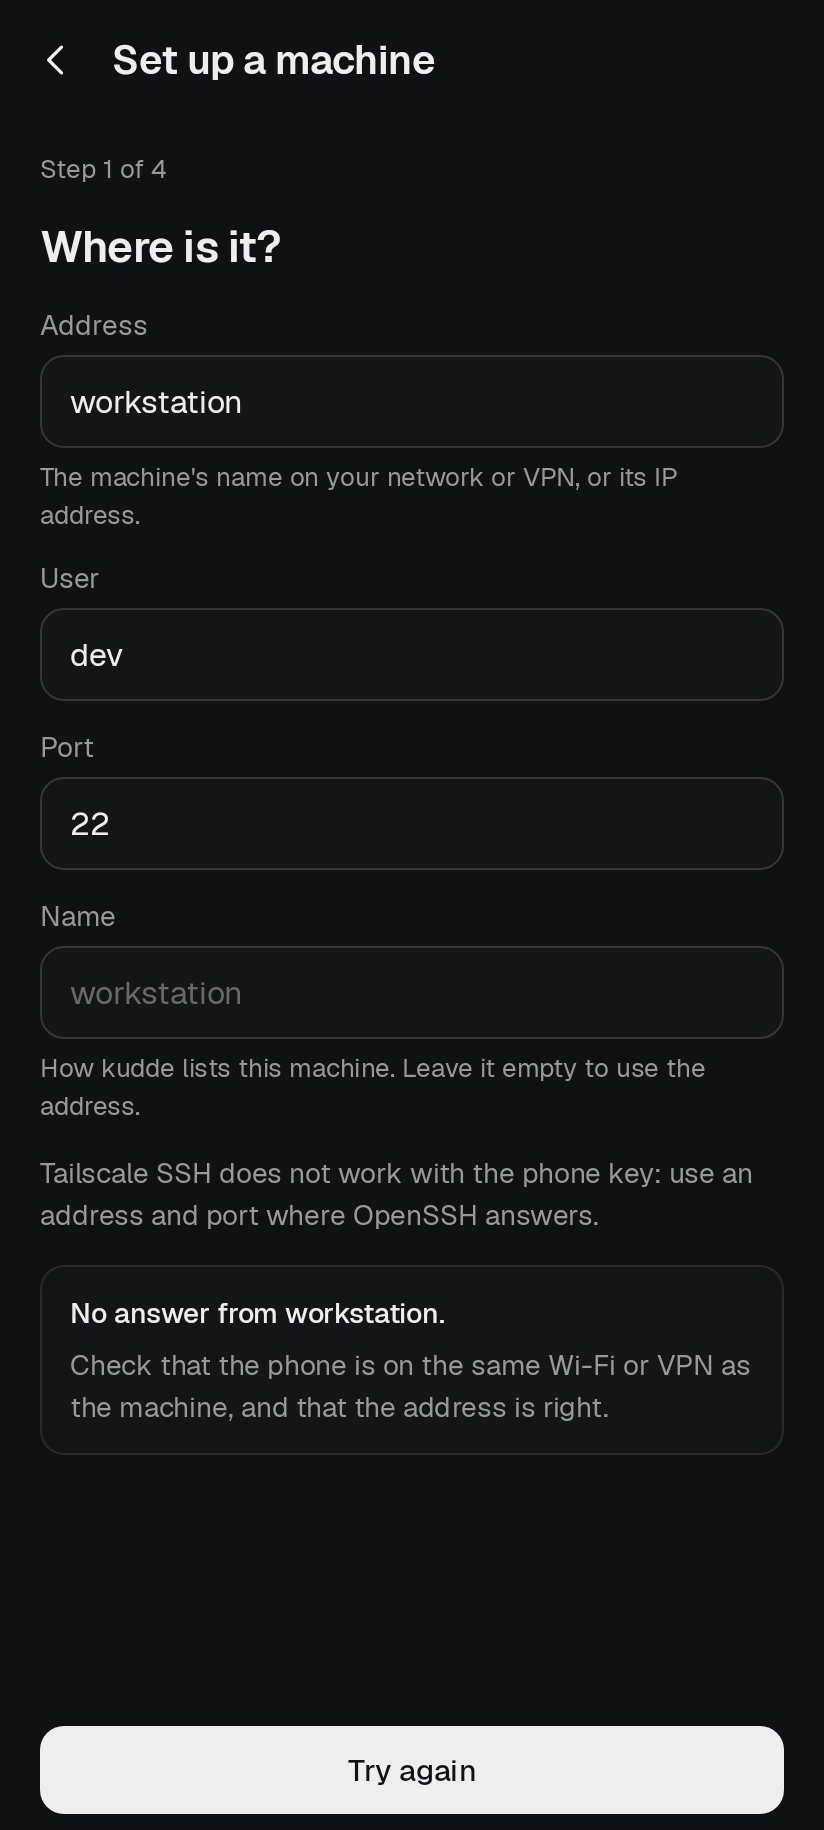 Set up a machine
Step 1 of 4
Where is it?
Address
workstation
The machine's name on your network or VPN, or its IP
address.
User
dev
Port
22
Name
workstation
How kudde lists this machine. Leave it empty to use the
address.
Tailscale SSH does not work with the phone key: use an
address and port where OpenSSH answers.
No answer from workstation.
Check that the phone is on the same Wi-Fi or VPN as
the machine, and that the address is right.
Try again